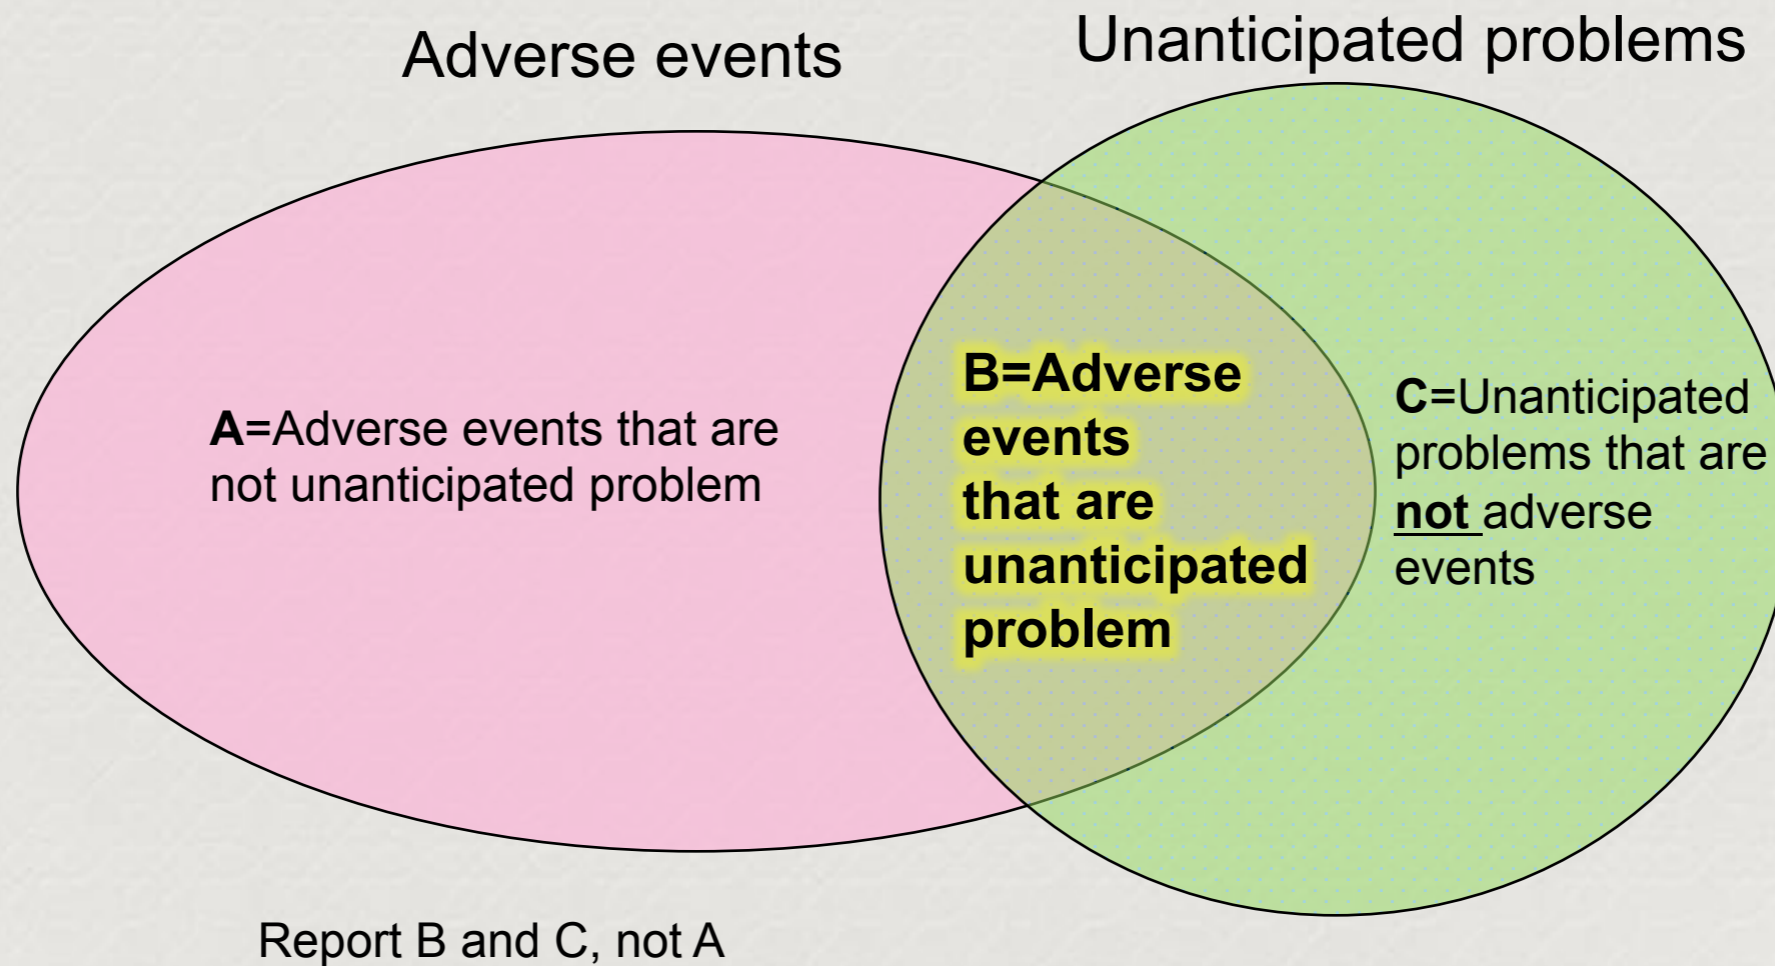 Adverse events
Unanticipated problems
A=Adverse events that are
not unanticipated problem
B=Adverse
events
that are
unanticipated
problem
C=Unanticipated
problems that are
not adverse
events
Report B and C, not A